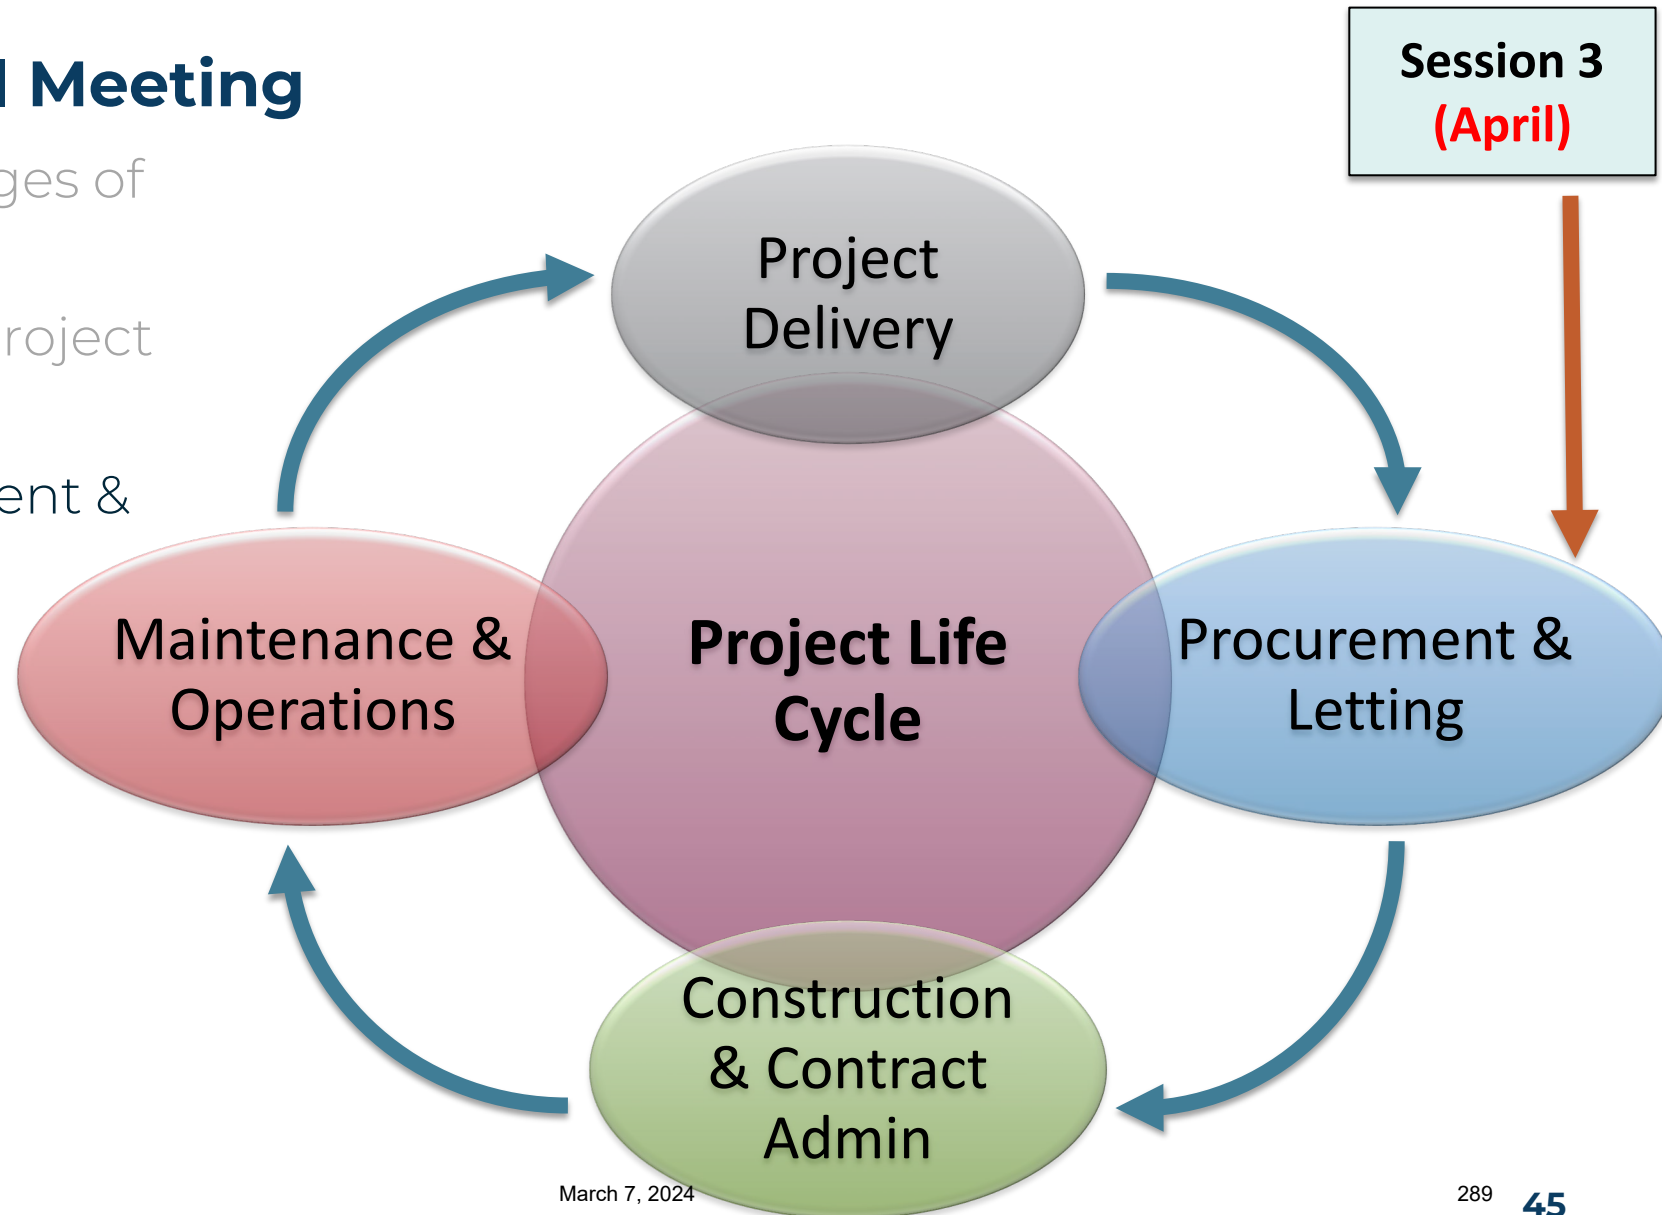 Meeting
ges of
roject
ent &
Session 3
(April)
Project
Delivery
Maintenance &
Operations
Project Life
Cycle
Procurement &
Letting
Construction
& Contract
Admin
March 7, 2024
289
45